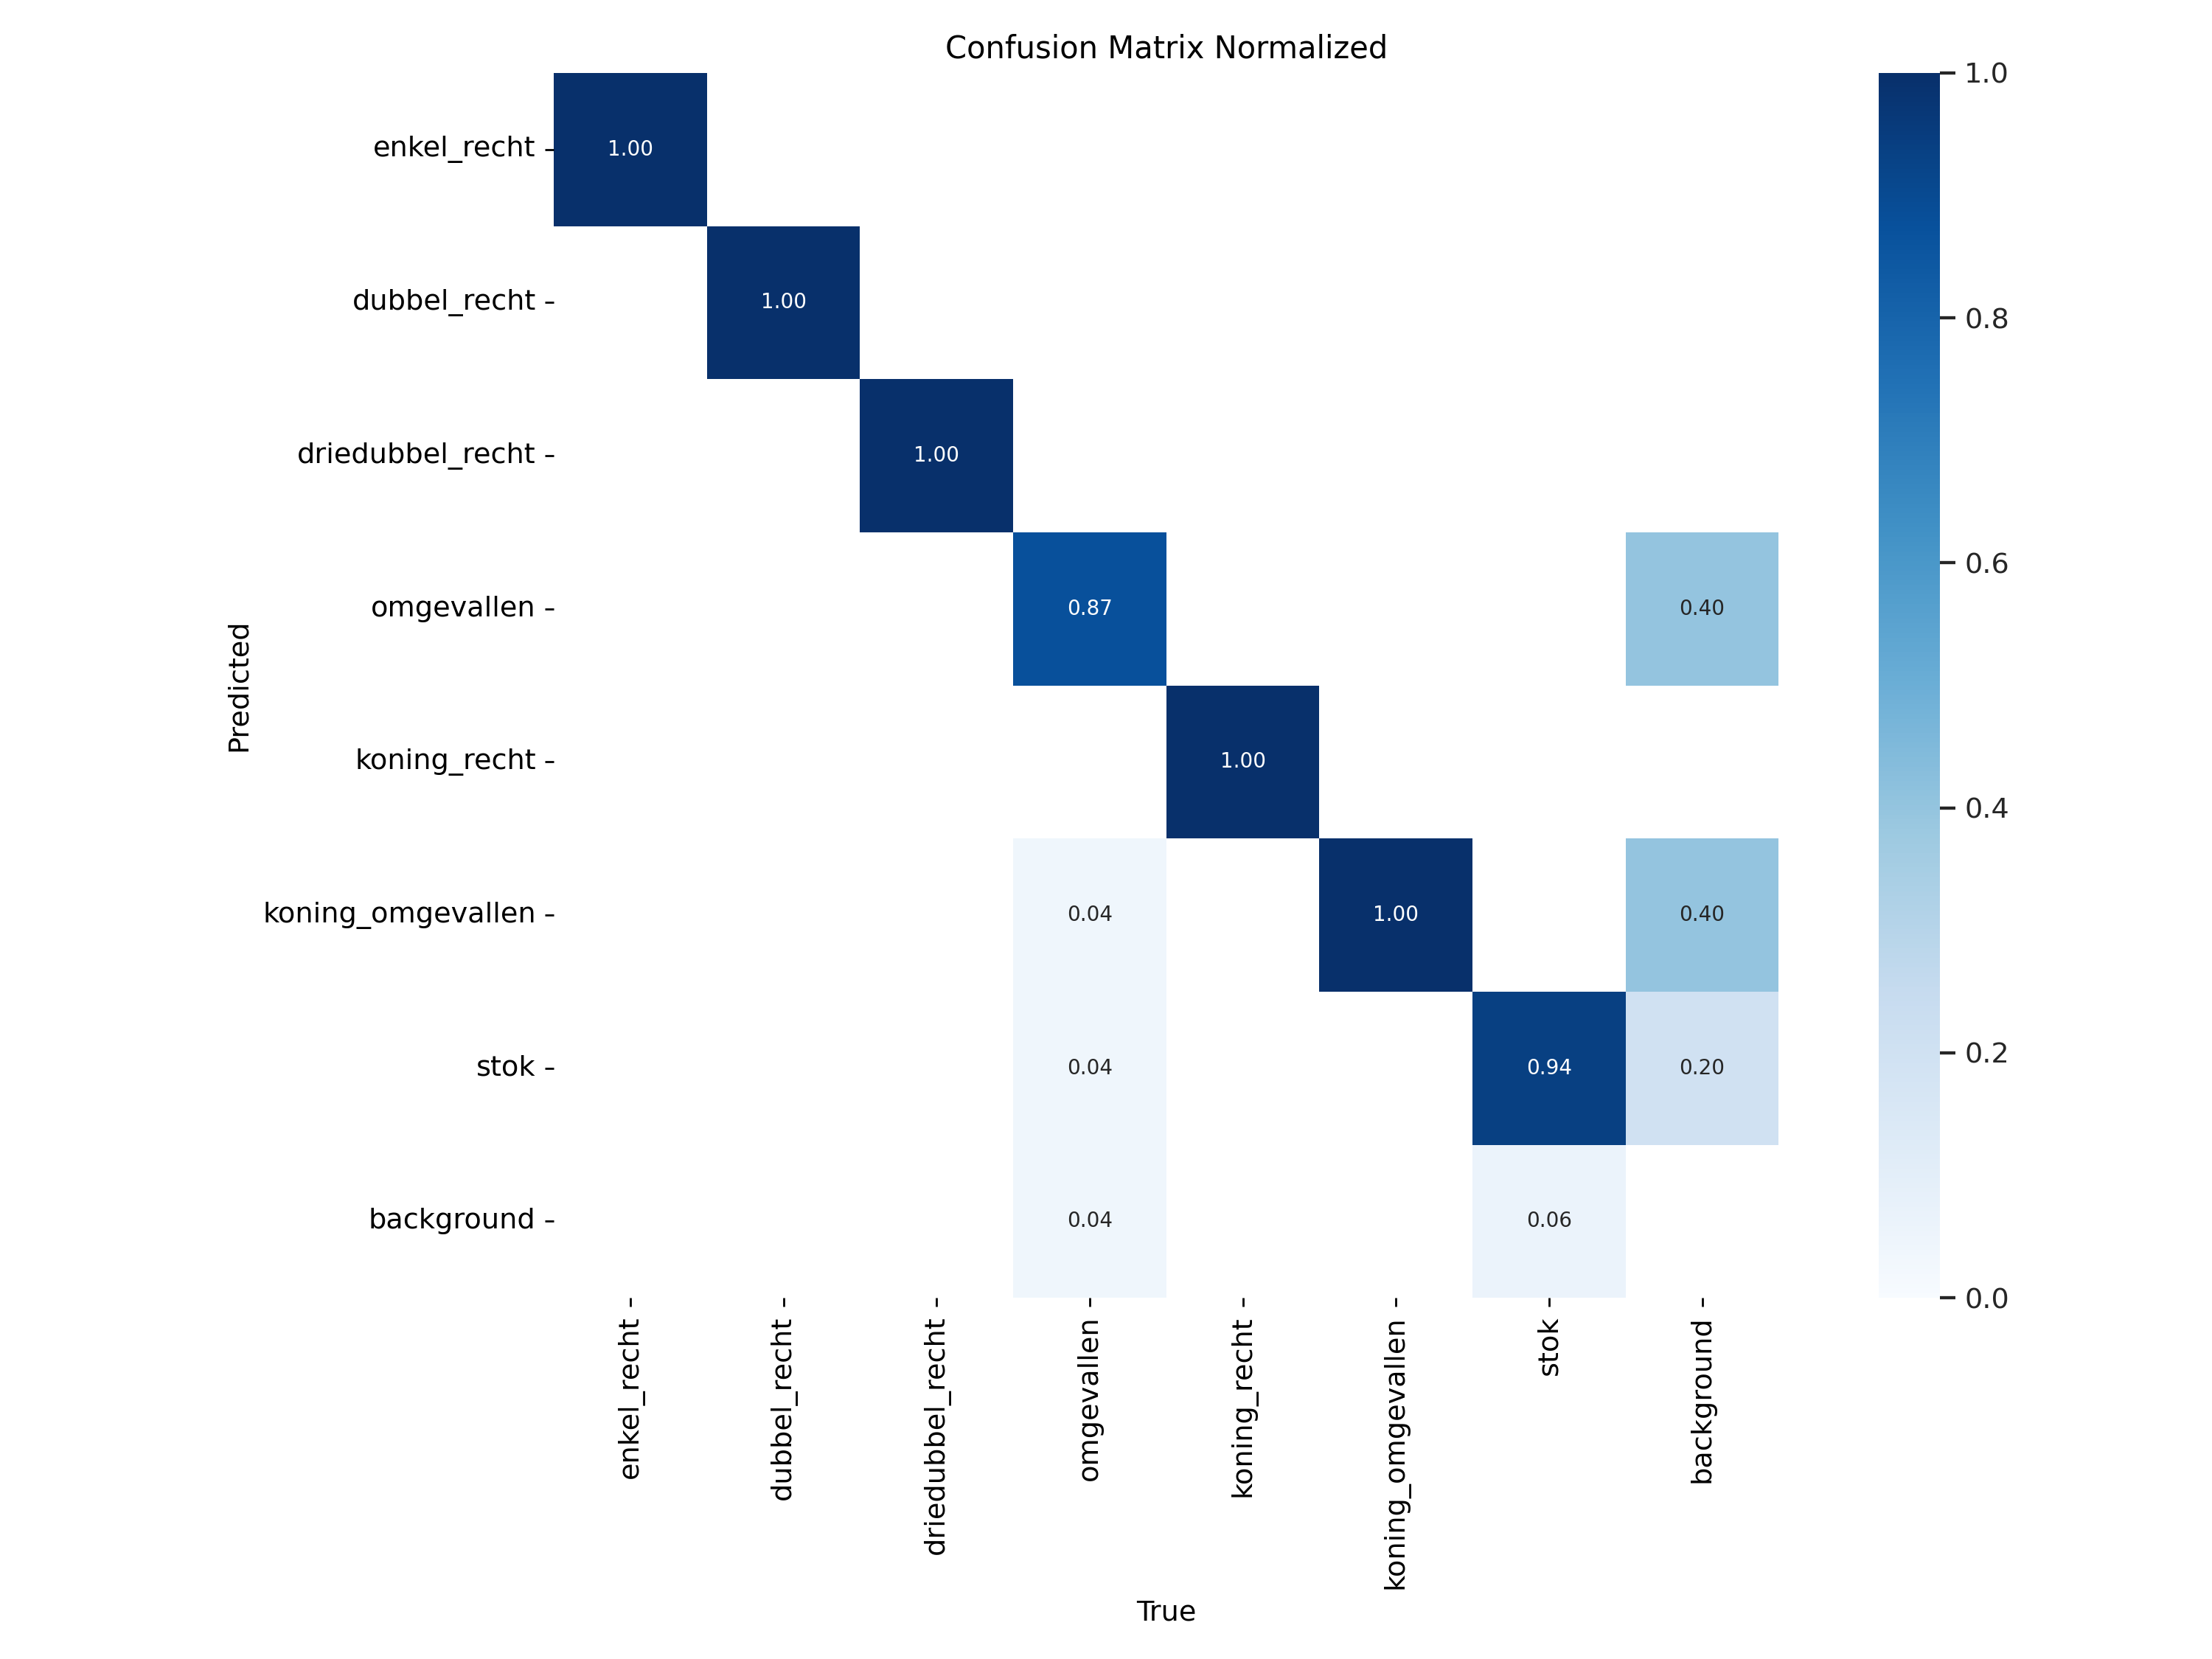 Confusion Matrix Normalized
enkel_recht
1.00
dubbel_recht
1.00
driedubbel_recht
1.00
omgevallen
0.87
0.40
koning_recht
1.00
koning_omgevallen
0.04
1.00
0.40
stok
0.04
0.94
0.20
background
0.04
0.06
Predicted
enkel_recht
dubbel_recht
driedubbel_recht
omgevallen
koning_recht
koning_omgevallen
stok
background
True
1.0
0.8
0.6
0.4
0.2
0.0